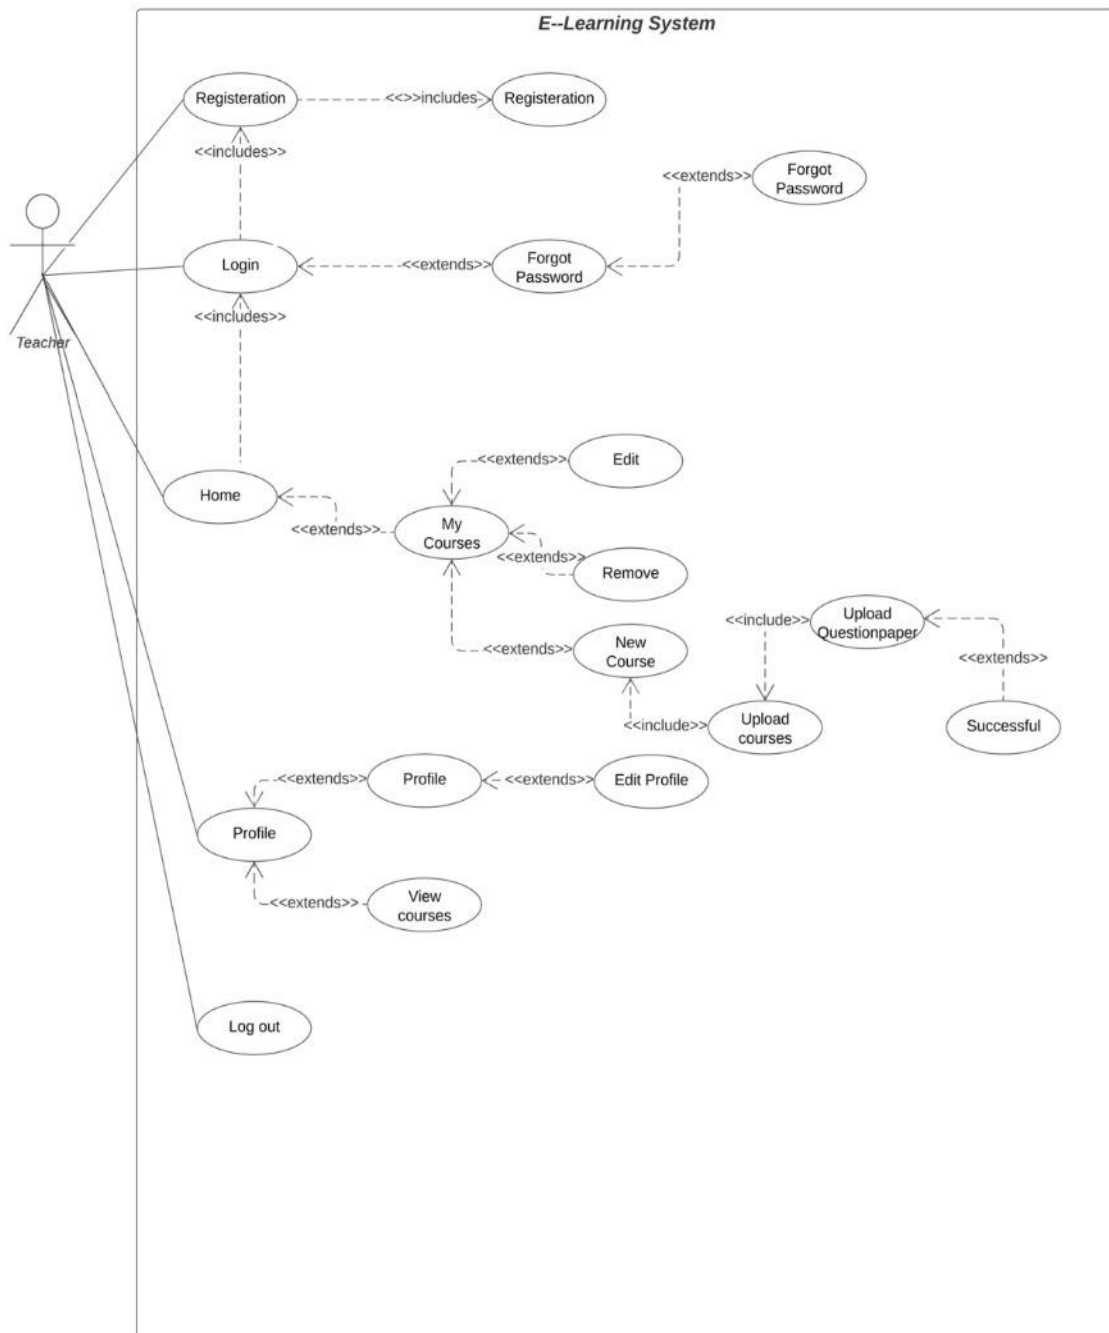 E--Learning System
Registeration
<<>>includes
Registeration
<<includes>>
<<extends>>
Forgot
Password
Login
<<extends>>
Forgot
Password
<<includes>>
Teacher
<<extends>>
Edit
Home
<<extends>>
My
Courses
<<extends>>
Remove
<<extends>>
New
Course
<<include>>
Upload
Questionpaper
<<extends>>
<<include>>
Upload
courses
Successful
<<extends>>
Profile
<<extends>>
Edit Profile
Profile
<<extends>>
View
courses
Log out